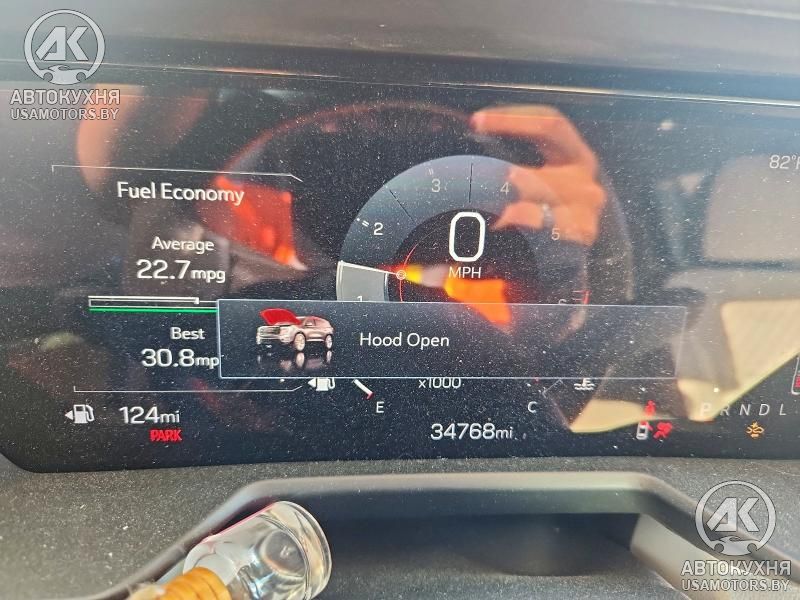 АК
АВТОКУХНЯ
USAMOTORS.BY
82°F
Fuel Economy
Average
22.7mpg
Best
30.8mp
1 2 3 4 5 6
0
MPH
Hood Open
x1000
E
C
124mi
PARK
34768mi
PRNDL
АК
АВТОКУХНЯ
USAMOTORS.BY